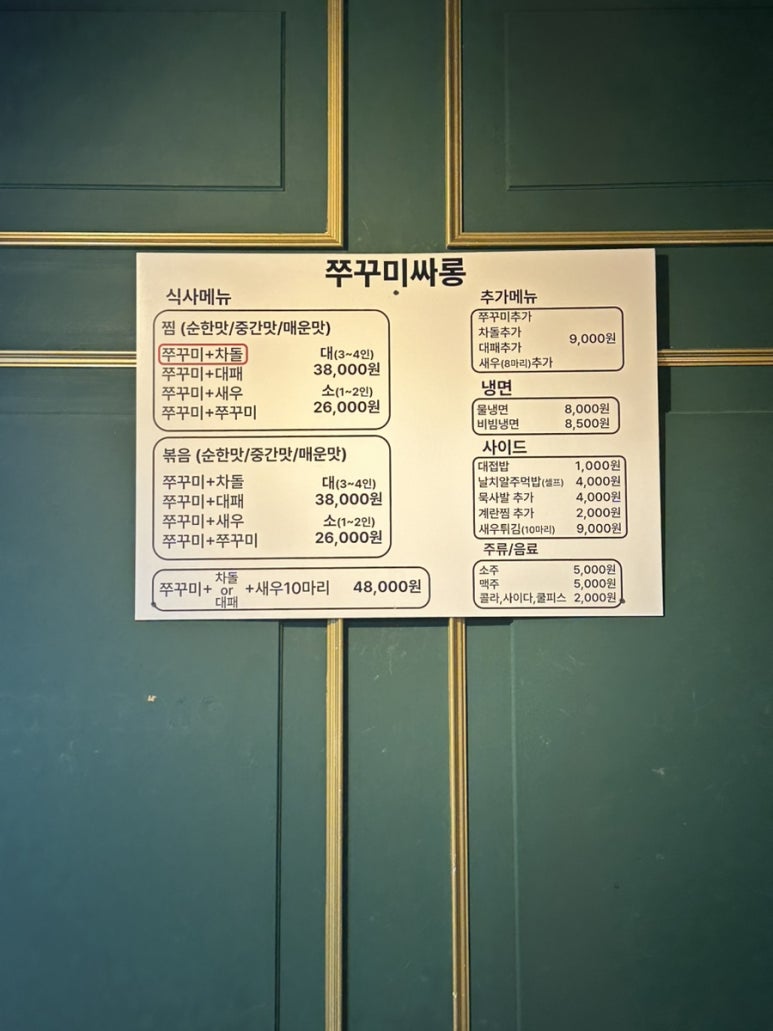 쭈꾸미싸롱
식사메뉴
찜 (순한맛/중간맛/매운맛)
쭈꾸미+차돌
쭈꾸미+대패
쭈꾸미+새우
쭈꾸미+쭈꾸미
대(3~4인)
38,000원
소(1~2인)
26,000원
볶음 (순한맛/중간맛/매운맛)
쭈꾸미+차돌
쭈꾸미+대패
쭈꾸미+새우
쭈꾸미+쭈꾸미
대(3~4인)
38,000원
소(1~2인)
26,000원
쭈꾸미+ 차돌 or 대패 +새우10마리 48,000원
추가메뉴
쭈꾸미추가
차돌추가
대패추가
새우(8마리)추가
9,000원
냉면
물냉면 8,000원
비빔냉면 8,500원
사이드
대접밥 1,000원
날치알주먹밥(셀프) 4,000원
묵사발 추가 4,000원
계란찜 추가 2,000원
새우튀김(10마리) 9,000원
주류/음료
소주 5,000원
맥주 5,000원
콜라,사이다,쿨피스 2,000원